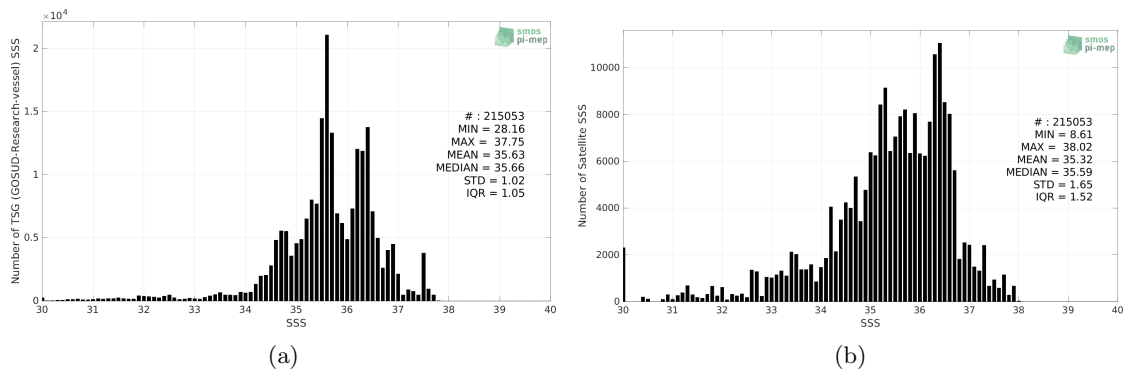 ×10⁴
2
1.5
1
0.5
0
30 31 32 33 34 35 36 37 38 39 40
SSS
Number of TSG (GOSUD-Research-vessel) SSS
smos
pi-mep
# : 215053
MIN = 28.16
MAX = 37.75
MEAN = 35.63
MEDIAN = 35.66
STD = 1.02
IQR = 1.05
(a)
10000
8000
6000
4000
2000
0
30 31 32 33 34 35 36 37 38 39 40
SSS
Number of Satellite SSS
smos
pi-mep
# : 215053
MIN = 8.61
MAX = 38.02
MEAN = 35.32
MEDIAN = 35.59
STD = 1.65
IQR = 1.52
(b)